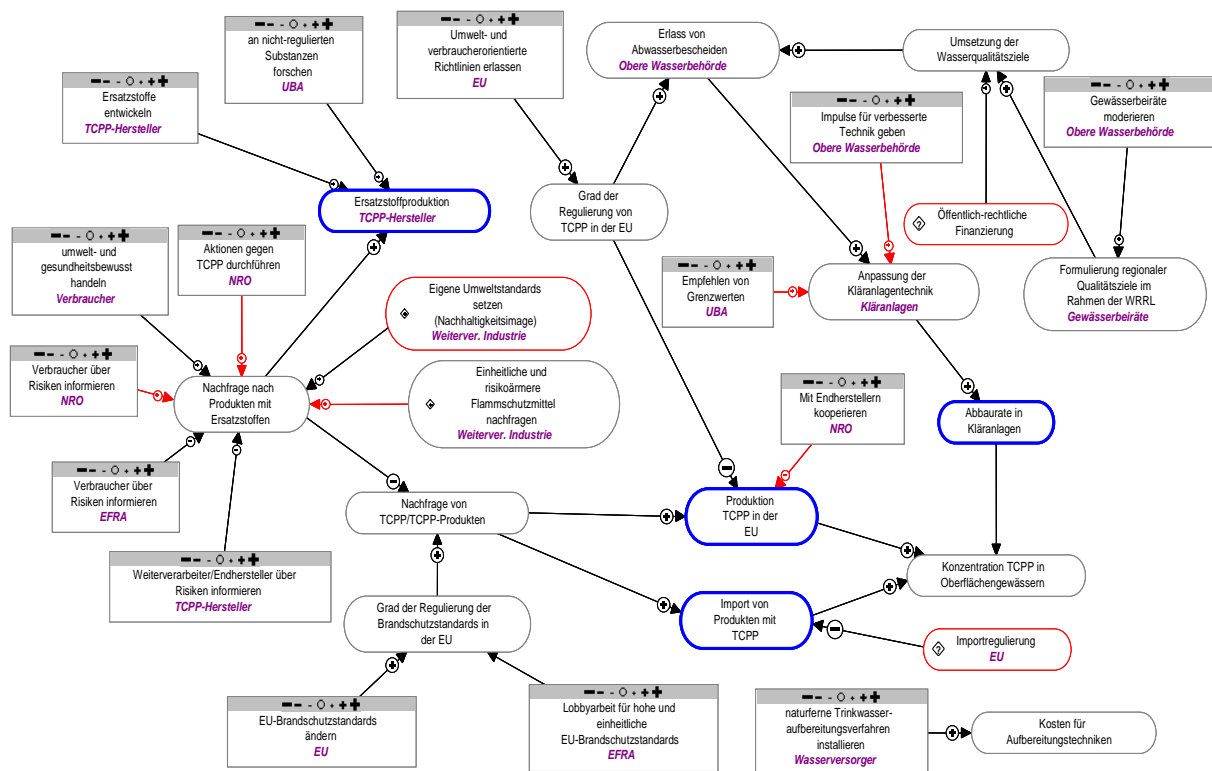 an nicht-regulierten
Substanzen
forschen
UBA
Umwelt- und
verbraucherorientierte
Richtlinien erlassen
EU
Erlass von
Abwasserbescheiden
Obere Wasserbehörde
Umsetzung der
Wasserqualitätsziele
Ersatzstoffe
entwickeln
TCPP-Hersteller
Impulse für verbesserte
Technik geben
Obere Wasserbehörde
Gewässerbeiräte
moderieren
Obere Wasserbehörde
Ersatzstoffproduktion
TCPP-Hersteller
Grad der
Regulierung von
TCPP in der EU
Öffentlich-rechtliche
Finanzierung
umwelt- und
gesundheitsbewusst
handeln
Verbraucher
Aktionen gegen
TCPP durchführen
NRO
Eigene Umweltstandards
setzen
(Nachhaltigkeitsimage)
Weiterver. Industrie
Empfehlen von
Grenzwerten
UBA
Anpassung der
Kläranlagentechnik
Kläranlagen
Formulierung regionaler
Qualitätsziele im
Rahmen der WRRL
Gewässerbeiräte
Verbraucher über
Risiken informieren
NRO
Nachfrage nach
Produkten mit
Ersatzstoffen
Einheitliche und
risikoärmere
Flammschutzmittel
nachfragen
Weiterver. Industrie
Mit Endherstellern
kooperieren
NRO
Abbaurate in
Kläranlagen
Verbraucher über
Risiken informieren
EFRA
Nachfrage von
TCPP/TCPP-Produkten
Produktion
TCPP in der
EU
Weiterverarbeiter/Endhersteller über
Risiken informieren
TCPP-Hersteller
Konzentration TCPP in
Oberflächengewässern
Grad der Regulierung der
Brandschutzstandards in
der EU
Import von
Produkten mit
TCPP
Importregulierung
EU
EU-Brandschutzstandards
ändern
EU
Lobbyarbeit für hohe und
einheitliche
EU-Brandschutzstandards
EFRA
naturferne Trinkwasser-
aufbereitungsverfahren
installieren
Wasserversorger
Kosten für
Aufbereitungstechniken